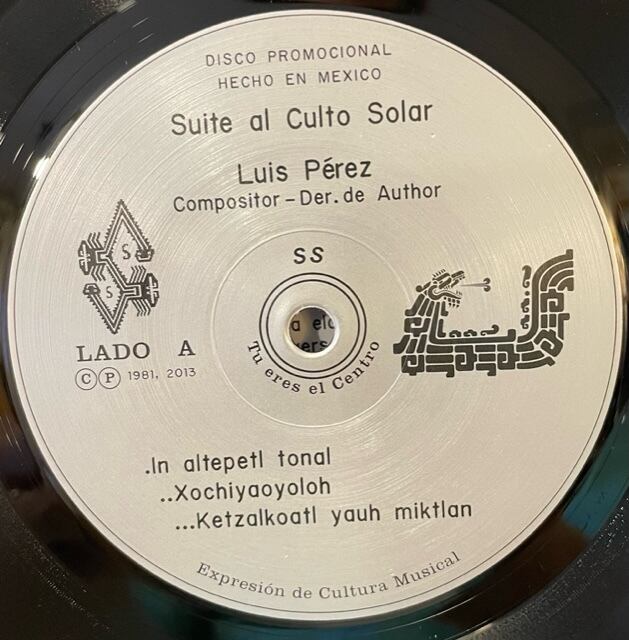 DISCO PROMOCIONAL
HECHO EN MEXICO
Suite al Culto Solar
Luis Pérez
Compositor – Der. de Author
SS
S
S
Tu eres el Centro
LADO A
Ⓒ Ⓟ 1981, 2013
.In altepetl tonal
..Xochiyaoyoloh
...Ketzalkoatl yauh miktlan
Expresión de Cultura Musical